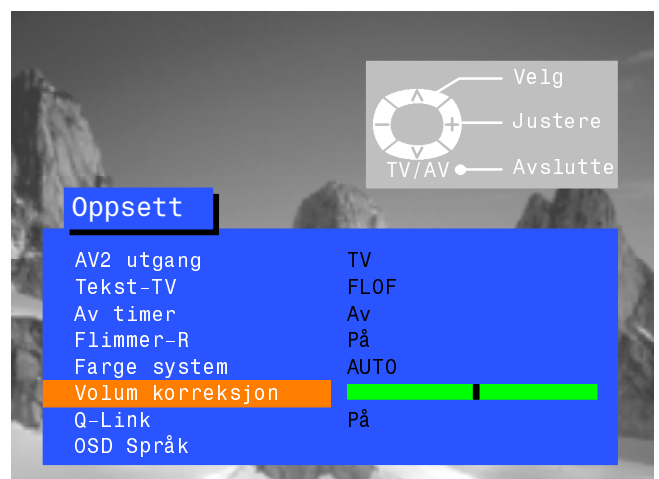 Velg
Justere
TV/AV Avslutte
Oppsett
AV2 utgang TV
Tekst-TV FLOF
Av timer Av
Flimmer-R På
Farge system AUTO
Volum korreksjon
Q-Link På
OSD Språk